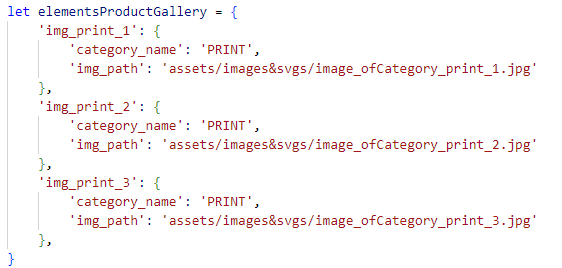 let elementsProductGallery = {
    'img_print_1': {
        'category_name': 'PRINT',
        'img_path': 'assets/images&svgs/image_ofCategory_print_1.jpg'
    },
    'img_print_2': {
        'category_name': 'PRINT',
        'img_path': 'assets/images&svgs/image_ofCategory_print_2.jpg'
    },
    'img_print_3': {
        'category_name': 'PRINT',
        'img_path': 'assets/images&svgs/image_ofCategory_print_3.jpg'
    },
}